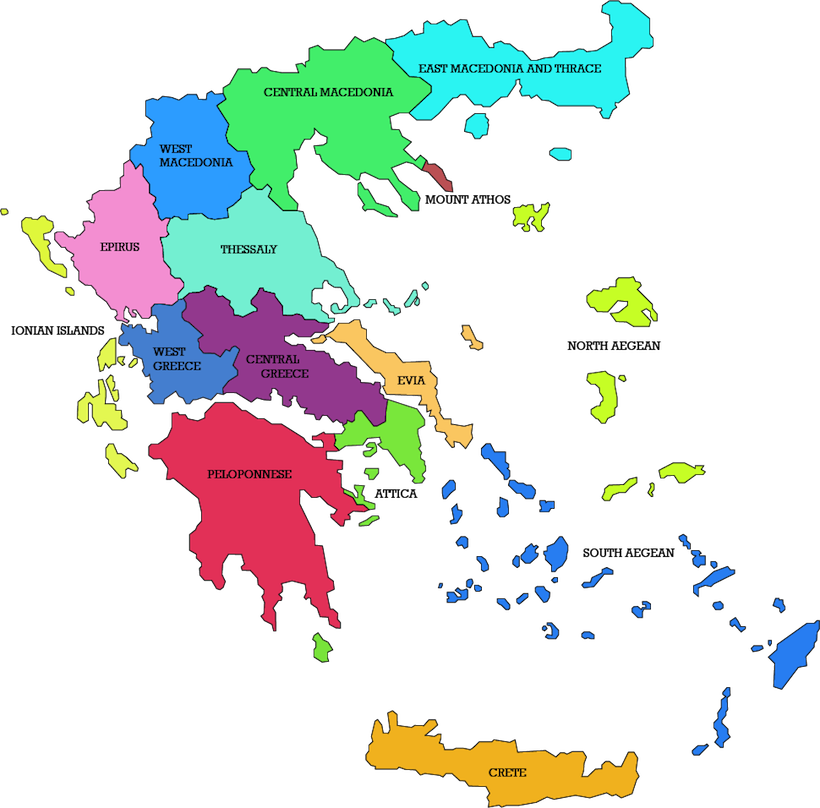 EAST MACEDONIA AND THRACE
CENTRAL MACEDONIA
WEST
MACEDONIA
MOUNT ATHOS
EPIRUS
THESSALY
IONIAN ISLANDS
NORTH AEGEAN
WEST
GREECE
CENTRAL
GREECE
EVIA
PELOPONNESE
ATTICA
SOUTH AEGEAN
CRETE